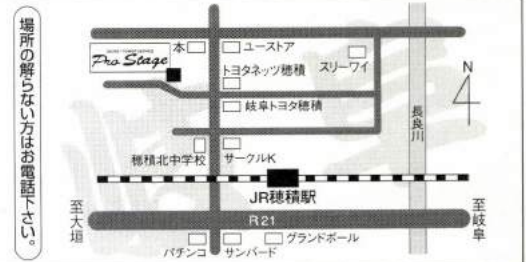 場所の解らない方はお電話下さい。
Pro Stage
本
ユーストア
スリーワイ
トヨタネッツ穂積
N
岐阜トヨタ穂積
長良川
穂積北中学校
サークルK
JR穂積駅
至大垣
R21
至岐阜
パチンコ
サンバード
グランドボール